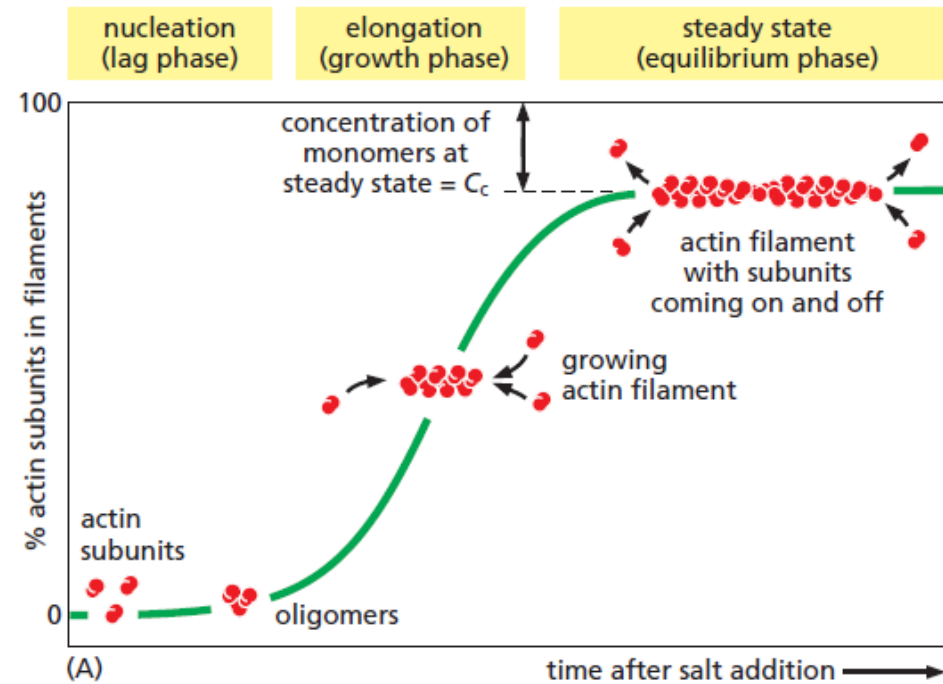 nucleation
(lag phase)
elongation
(growth phase)
steady state
(equilibrium phase)
100
concentration of
monomers at
steady state = Cc
actin filament
with subunits
coming on and off
growing
actin filament
% actin subunits in filaments
actin
subunits
oligomers
0
(A)
time after salt addition